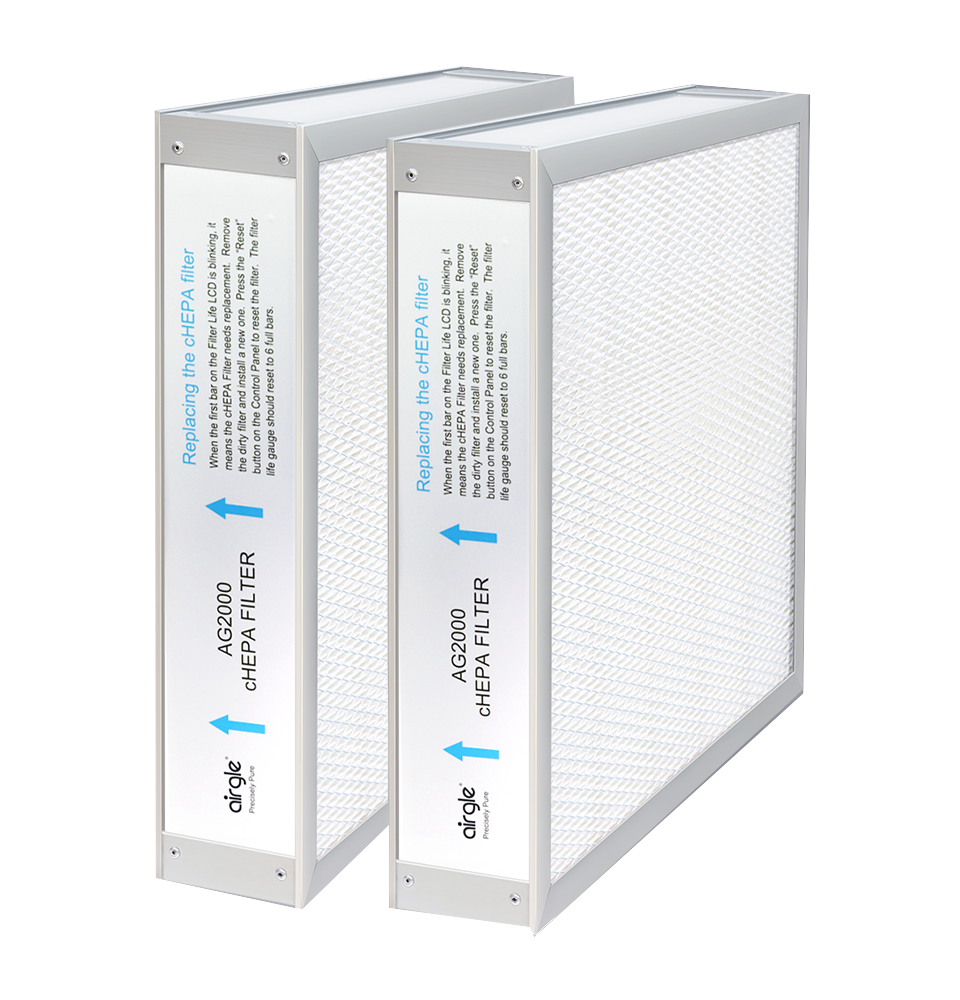 airgle®
Precisely Pure
AG2000
cHEPA FILTER
Replacing the cHEPA filter
When the first bar on the Filter Life LCD is blinking, it
means the cHEPA Filter needs replacement. Remove
the dirty filter and install a new one. Press the "Reset"
button on the Control Panel to reset the filter. The filter
life gauge should reset to 6 full bars.
airgle®
Precisely Pure
AG2000
cHEPA FILTER
Replacing the cHEPA filter
When the first bar on the Filter Life LCD is blinking, it
means the cHEPA Filter needs replacement. Remove
the dirty filter and install a new one. Press the "Reset"
button on the Control Panel to reset the filter. The filter
life gauge should reset to 6 full bars.